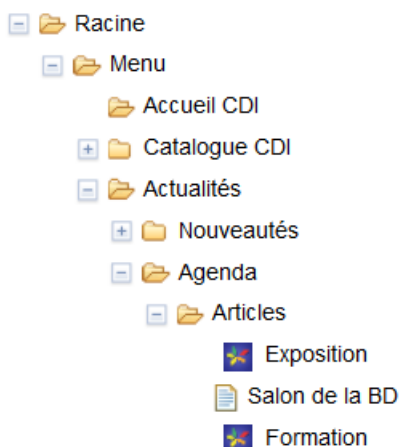 Racine
Menu
Accueil CDI
Catalogue CDI
Actualités
Nouveautés
Agenda
Articles
Exposition
Salon de la BD
Formation